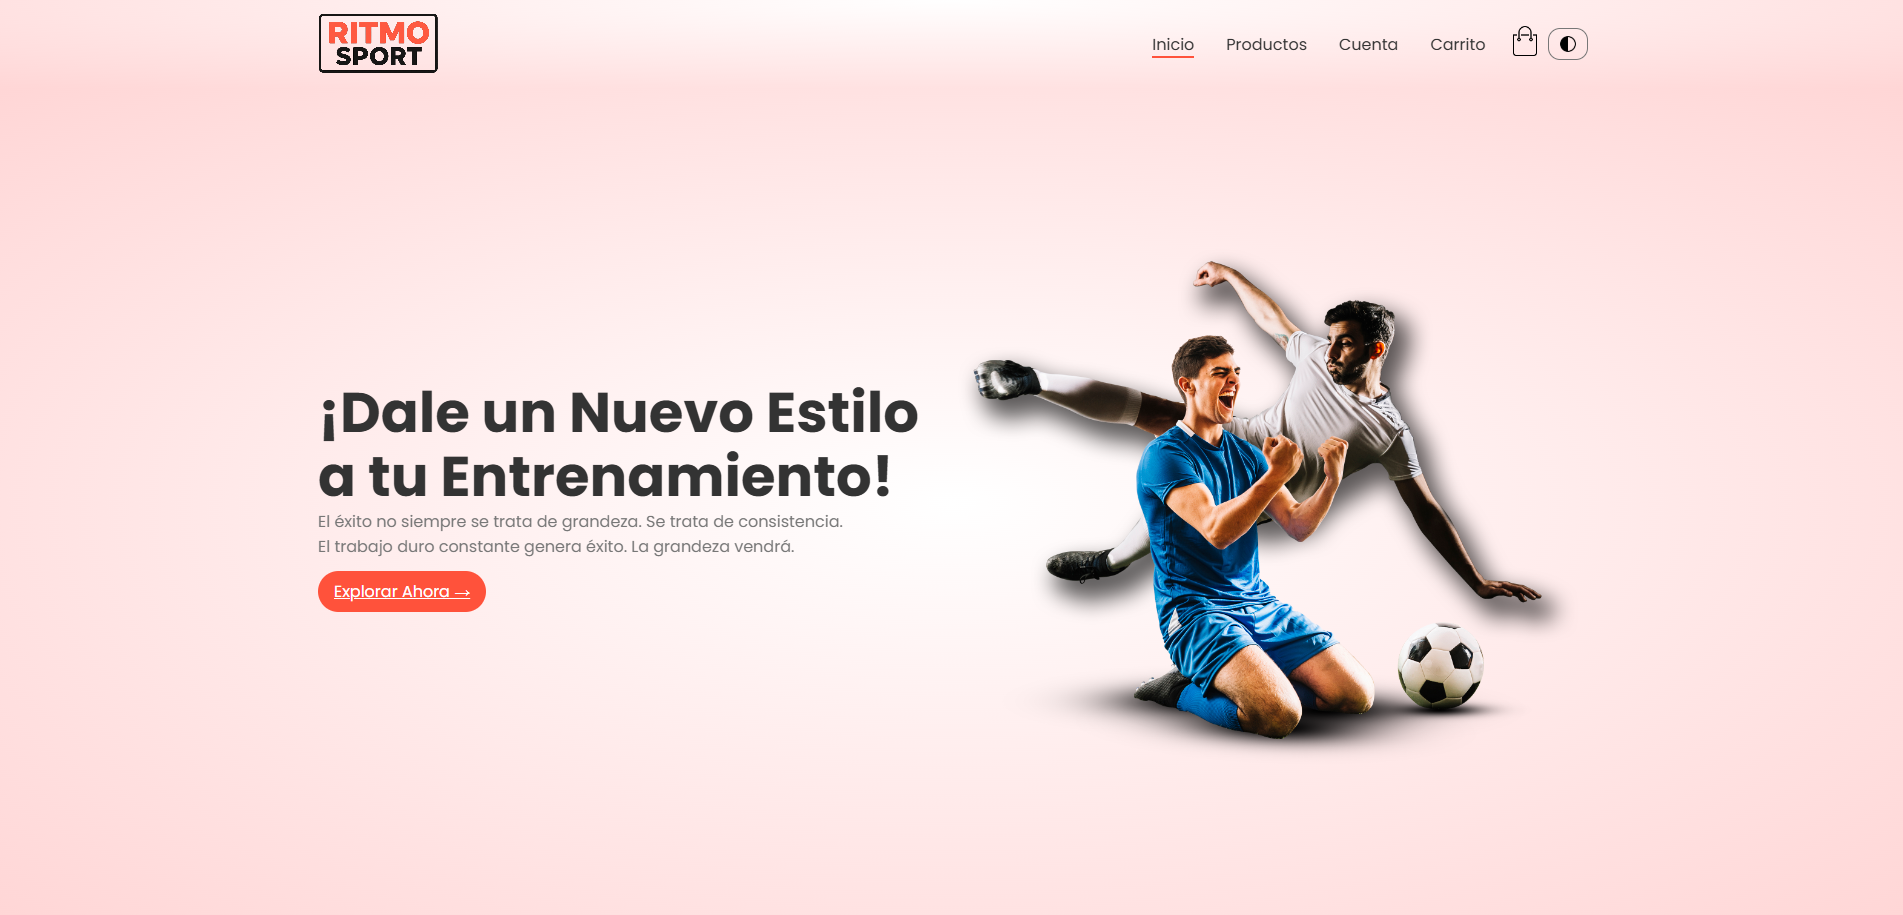 RITMO
SPORT
Inicio Productos Cuenta Carrito
¡Dale un Nuevo Estilo
a tu Entrenamiento!
El éxito no siempre se trata de grandeza. Se trata de consistencia.
El trabajo duro constante genera éxito. La grandeza vendrá.
Explorar Ahora →